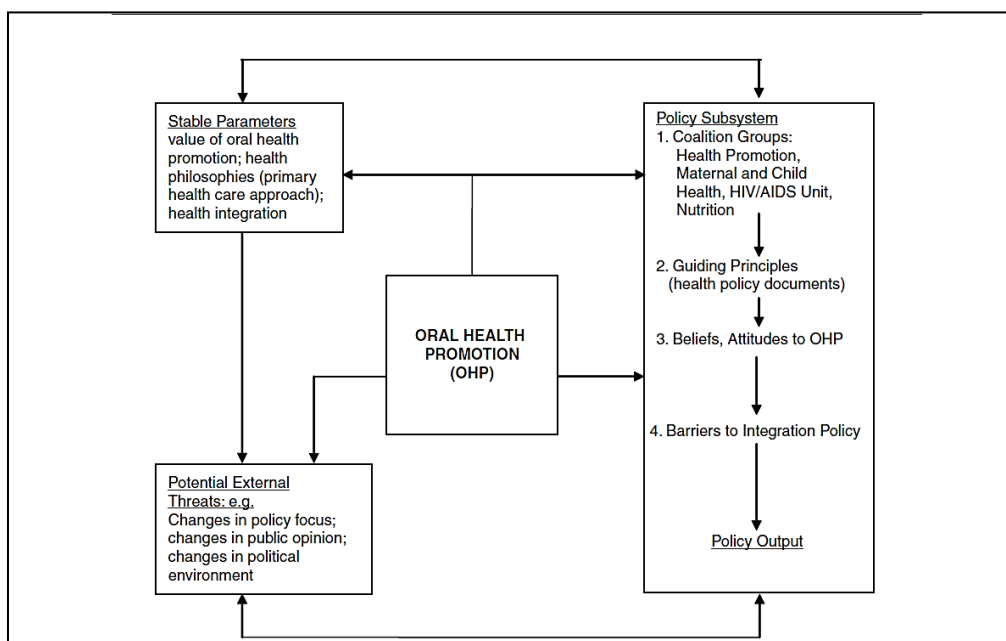 Stable Parameters
value of oral health
promotion; health
philosophies (primary
health care approach);
health integration
Policy Subsystem
1. Coalition Groups:
Health Promotion,
Maternal and Child
Health, HIV/AIDS Unit,
Nutrition
2. Guiding Principles
(health policy documents)
3. Beliefs, Attitudes to OHP
4. Barriers to Integration Policy
Policy Output
ORAL HEALTH
PROMOTION
(OHP)
Potential External
Threats: e.g.
Changes in policy focus;
changes in public opinion;
changes in political
environment